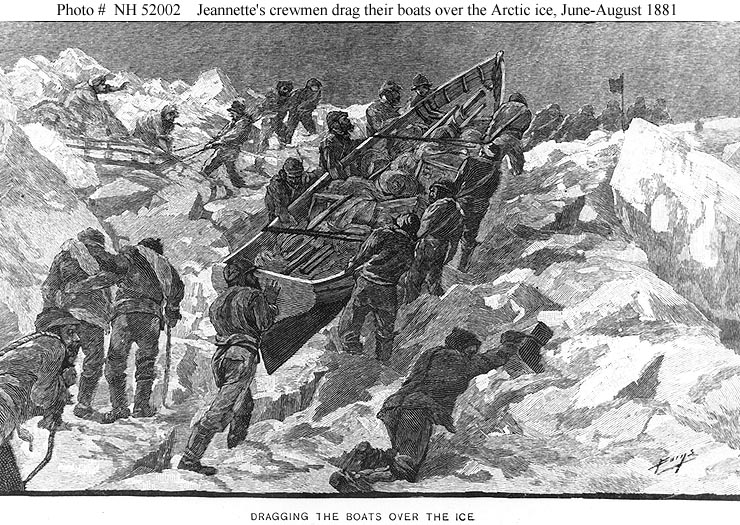 Photo # NH 52002 Jeannette's crewmen drag their boats over the Arctic ice, June-August 1881
DRAGGING THE BOATS OVER THE ICE